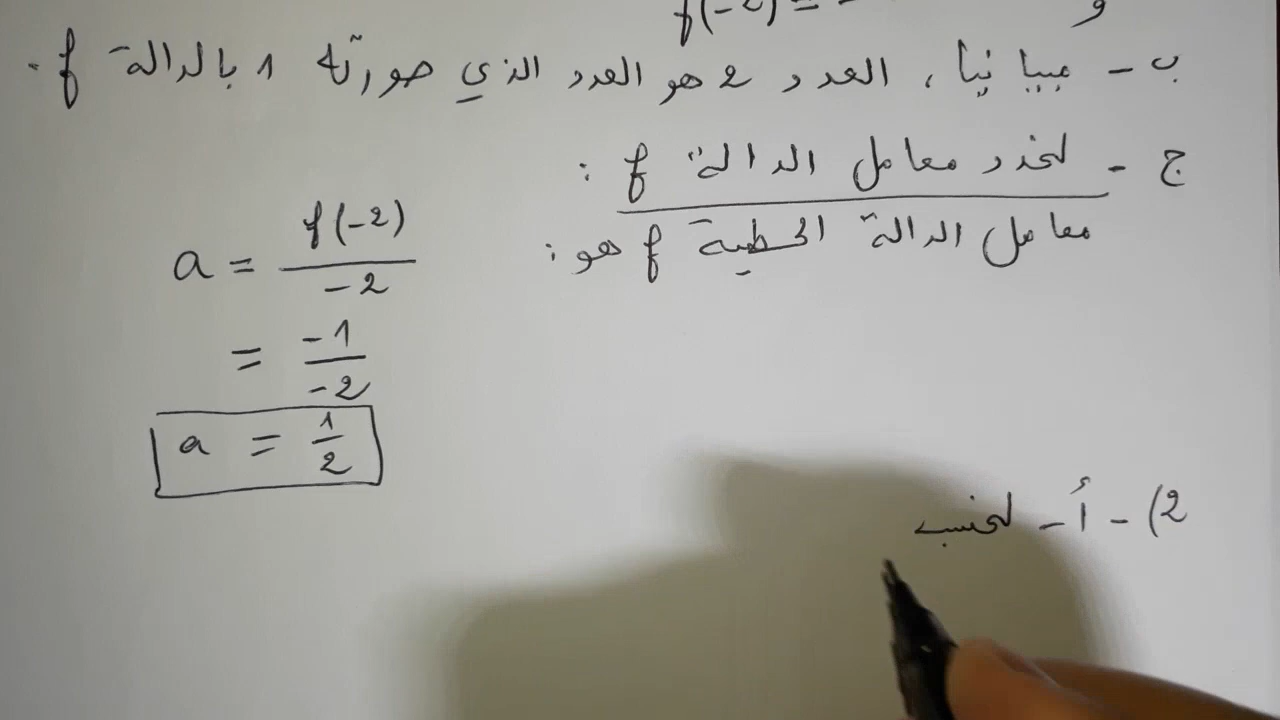 و f(-2) =
ب - مبيانيا، العدد 2 هو العدد الذي صورته 1 بالدالة f .
ج - لنحدد معامل الدالة f :
معامل الدالة الخطية f هو :
a = f(-2) / -2
= -1 / -2
a = 1 / 2
2) - أ - لنحسب